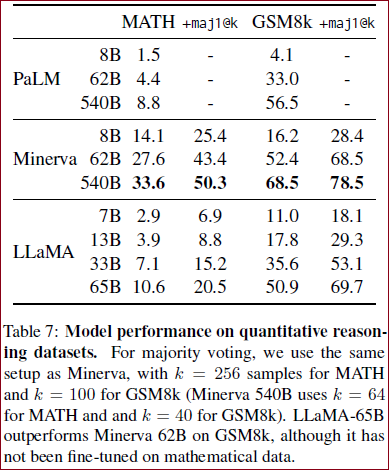 MATH +maj1@k GSM8k +maj1@k
8B 1.5 - 4.1 -
PaLM 62B 4.4 - 33.0 -
540B 8.8 - 56.5 -
8B 14.1 25.4 16.2 28.4
Minerva 62B 27.6 43.4 52.4 68.5
540B 33.6 50.3 68.5 78.5
7B 2.9 6.9 11.0 18.1
LLaMA 13B 3.9 8.8 17.8 29.3
33B 7.1 15.2 35.6 53.1
65B 10.6 20.5 50.9 69.7
Table 7: Model performance on quantitative reason-
ing datasets. For majority voting, we use the same
setup as Minerva, with k = 256 samples for MATH
and k = 100 for GSM8k (Minerva 540B uses k = 64
for MATH and and k = 40 for GSM8k). LLaMA-65B
outperforms Minerva 62B on GSM8k, although it has
not been fine-tuned on mathematical data.